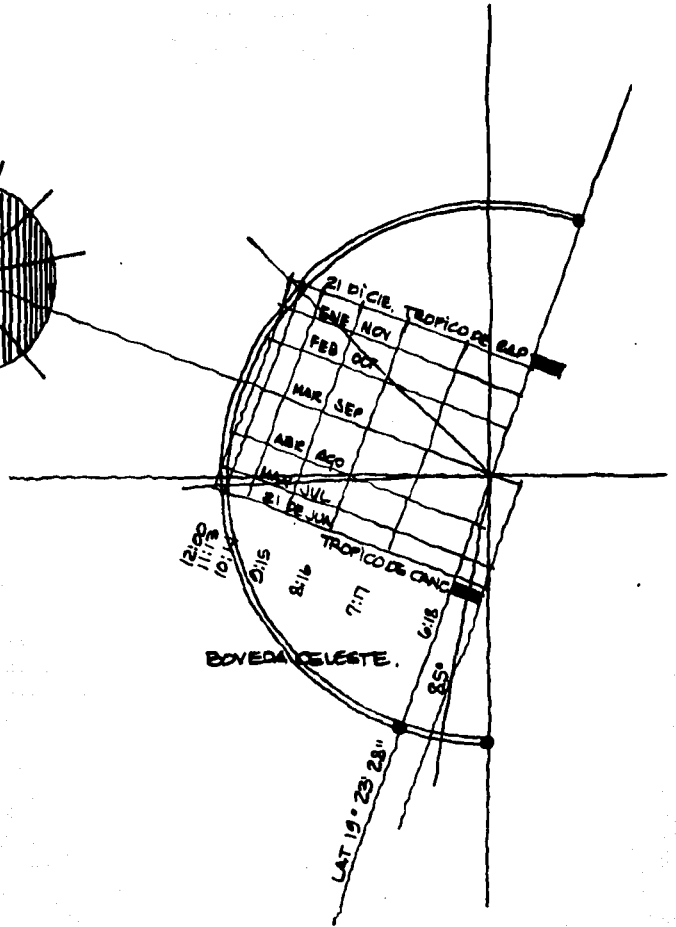 21 DICIE. TROPICO DE CAP
ENE NOV
FEB OCT
MAR SEP
ABR AGO
MAY JUL
21 DE JUN
TROPICO DE CANC.
12:00
11:13
10:14
9:15
8:16
7:17
6:18
85°
BOVEDA CELESTE.
LAT 19° 23' 28"